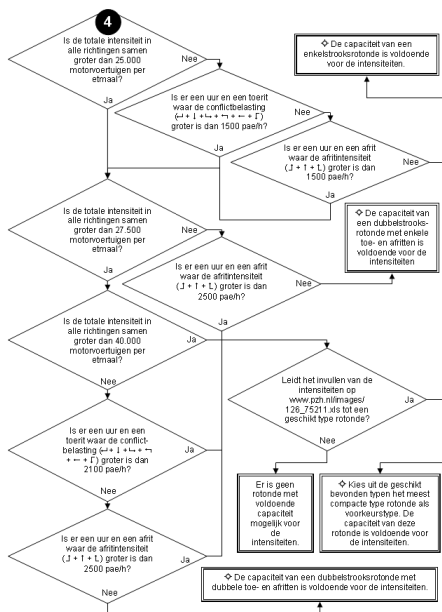 4
Is de totale intensiteit in
alle richtingen samen
groter dan 25.000
motorvoertuigen per
etmaal?
Nee
Ja
Is er een uur en een toerit
waar de conflictbelasting
groter is dan 1500 pae/h?
Nee
Ja
Is er een uur en een afrit
waar de afritintensiteit
groter is dan
1500 pae/h?
Nee
Ja
✧ De capaciteit van een
enkelstrooksrotonde is voldoende
voor de intensiteiten.
Is de totale intensiteit in
alle richtingen samen
groter dan 27.500
motorvoertuigen per
etmaal?
Nee
Ja
Is er een uur en een afrit
waar de afritintensiteit
groter is dan
2500 pae/h?
Nee
Ja
✧ De capaciteit van
een dubbelstrooks-
rotonde met enkele
toe- en afritten is
voldoende voor de
intensiteiten
Is de totale intensiteit in
alle richtingen samen
groter dan 40.000
motorvoertuigen per
etmaal?
Ja
Nee
Leidt het invullen van de
intensiteiten op
www.pzh.nl/images/
126_75211.xls tot een
geschikt type rotonde?
Ja
Nee
Is er een uur en een
toerit waar de conflict-
belasting
groter is dan
2100 pae/h?
Ja
Nee
Er is geen
rotonde met
voldoende
capaciteit
mogelijk voor
de
intensiteiten.
✧ Kies uit de geschikt
bevonden typen het meest
compacte type rotonde als
voorkeurstype. De
capaciteit van deze
rotonde is voldoende voor
de intensiteiten.
Is er een uur en een afrit
waar de afritintensiteit
groter is dan
2500 pae/h?
Ja
Nee
✧ De capaciteit van een dubbelstrooksrotonde met
dubbele toe- en afritten is voldoende voor de intensiteiten.